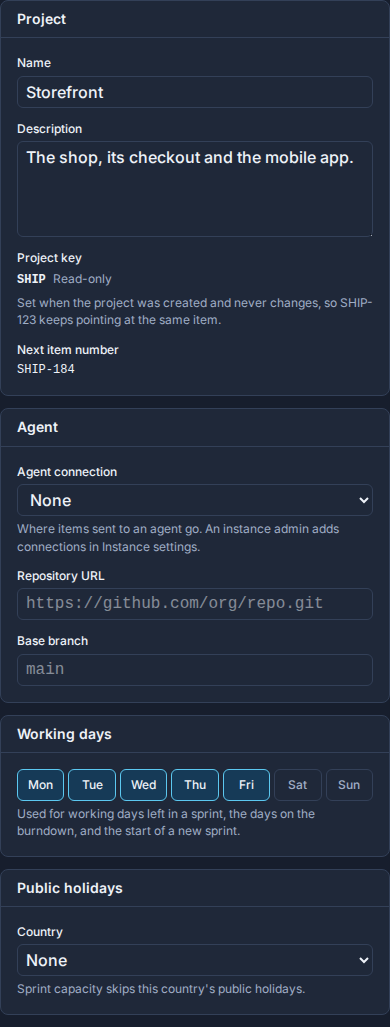 Project
Name
Storefront
Description
The shop, its checkout and the mobile app.
Project key
SHIP Read-only
Set when the project was created and never changes, so SHIP-
123 keeps pointing at the same item.
Next item number
SHIP-184
Agent
Agent connection
None
Where items sent to an agent go. An instance admin adds
connections in Instance settings.
Repository URL
https://github.com/org/repo.git
Base branch
main
Working days
Mon Tue Wed Thu Fri Sat Sun
Used for working days left in a sprint, the days on the
burndown, and the start of a new sprint.
Public holidays
Country
None
Sprint capacity skips this country's public holidays.